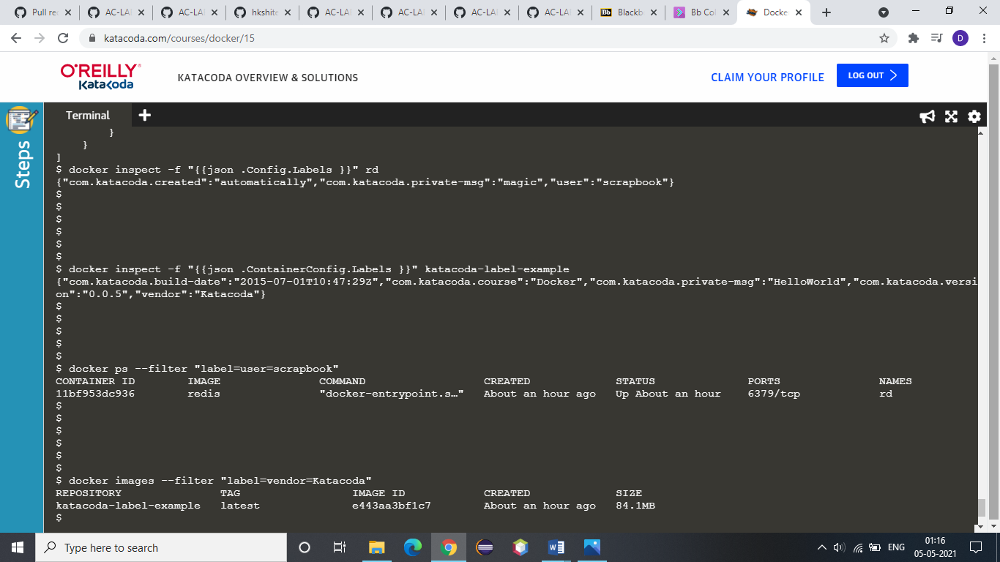 Pull re
AC-LA
AC-LA
hkshite
AC-LA
AC-LA
AC-LA
AC-LA
Bb
Blackb
Bb Col
Docke
katacoda.com/courses/docker/15
D
O'REILLY®
KataKoda
KATACODA OVERVIEW & SOLUTIONS
CLAIM YOUR PROFILE
LOG OUT
Steps
Terminal
}
}
]
$ docker inspect -f "{{json .Config.Labels }}" rd
{"com.katacoda.created":"automatically","com.katacoda.private-msg":"magic","user":"scrapbook"}
$
$
$
$
$
$
$ docker inspect -f "{{json .ContainerConfig.Labels }}" katacoda-label-example
{"com.katacoda.build-date":"2015-07-01T10:47:29Z","com.katacoda.course":"Docker","com.katacoda.private-msg":"HelloWorld","com.katacoda.versi
on":"0.0.5","vendor":"Katacoda"}
$
$
$
$
$
$ docker ps --filter "label=user=scrapbook"
CONTAINER ID IMAGE COMMAND CREATED STATUS PORTS NAMES
11bf953dc936 redis "docker-entrypoint.s…" About an hour ago Up About an hour 6379/tcp rd
$
$
$
$
$
$
$ docker images --filter "label=vendor=Katacoda"
REPOSITORY TAG IMAGE ID CREATED SIZE
katacoda-label-example latest e443aa3bf1c7 About an hour ago 84.1MB
$
Type here to search
ENG
01:16
05-05-2021